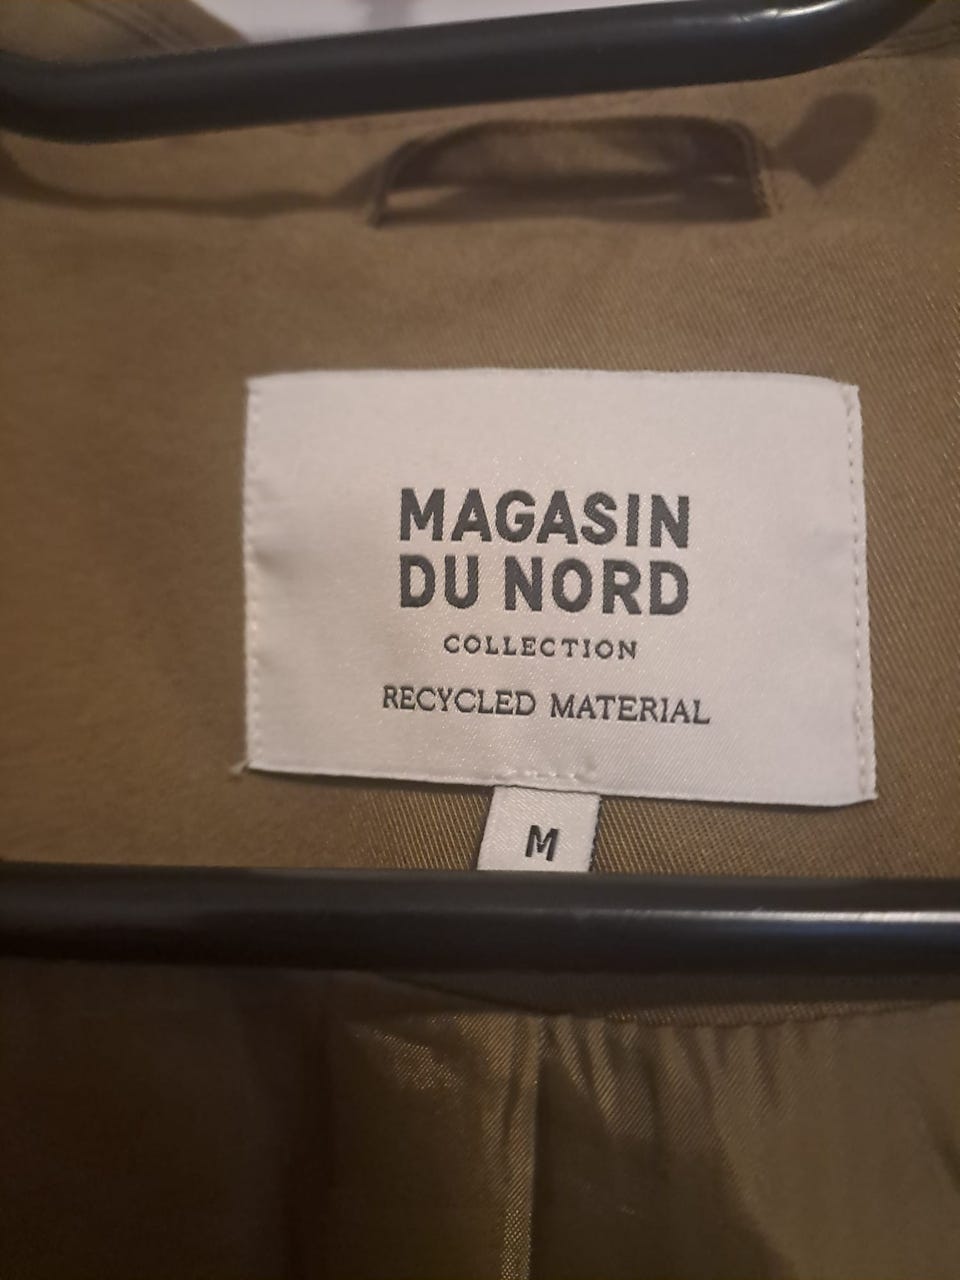 MAGASIN
DU NORD
COLLECTION
RECYCLED MATERIAL
M